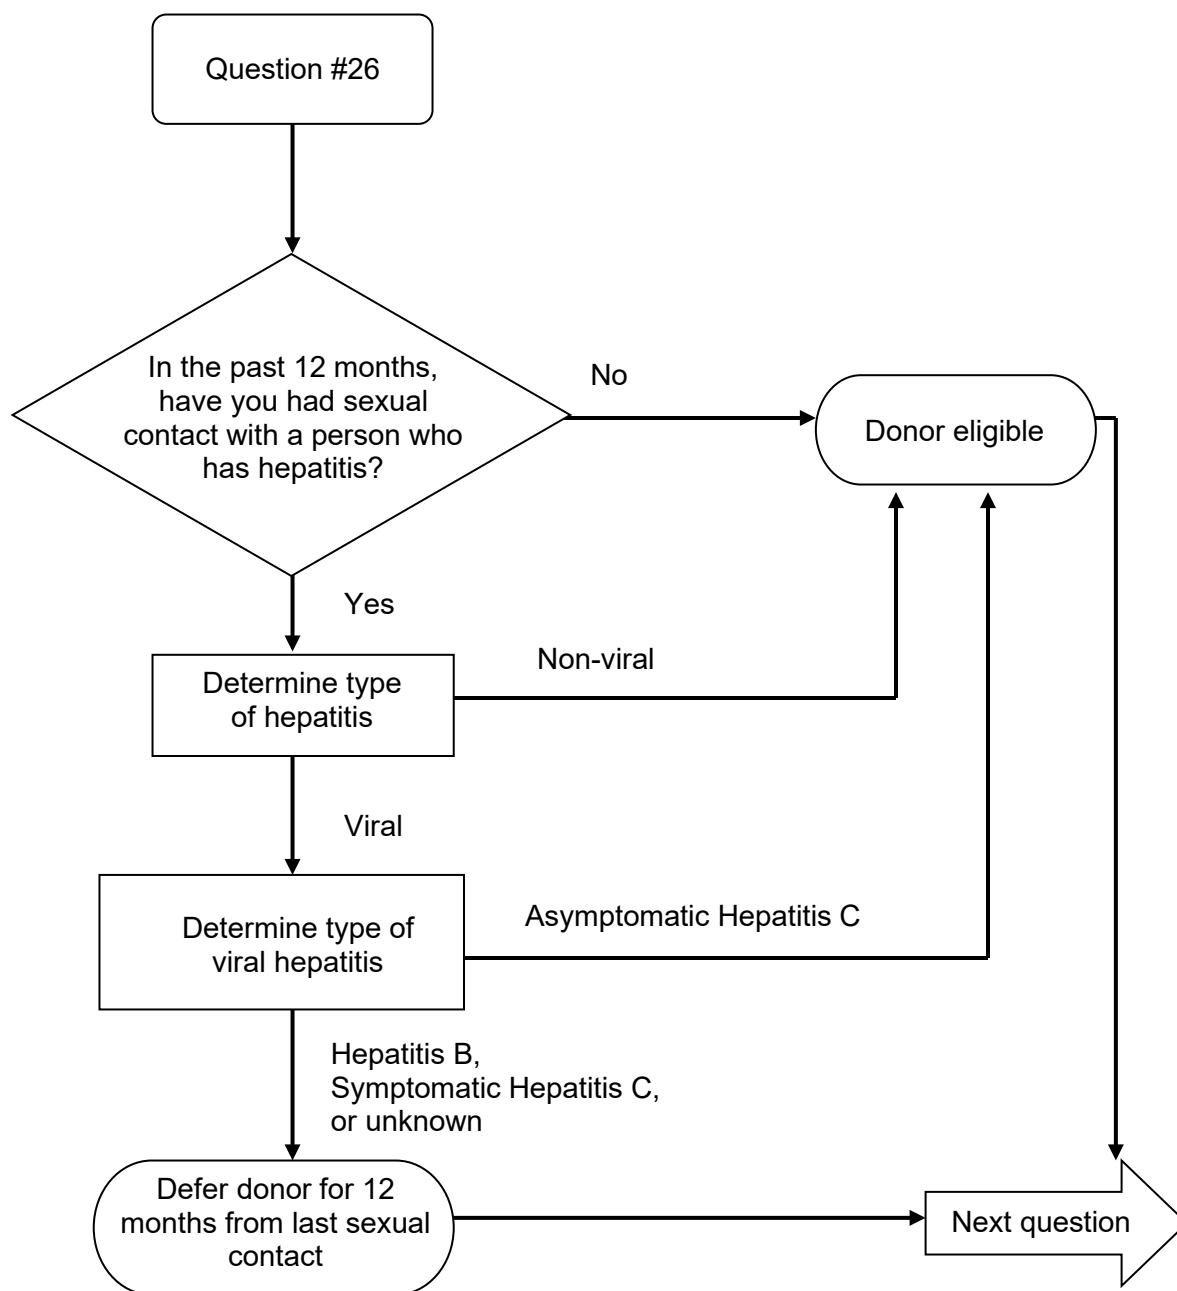 Question #26
In the past 12 months,
have you had sexual
contact with a person who
has hepatitis?
No
Donor eligible
Yes
Determine type
of hepatitis
Non-viral
Viral
Determine type of
viral hepatitis
Asymptomatic Hepatitis C
Hepatitis B,
Symptomatic Hepatitis C,
or unknown
Defer donor for 12
months from last sexual
contact
Next question